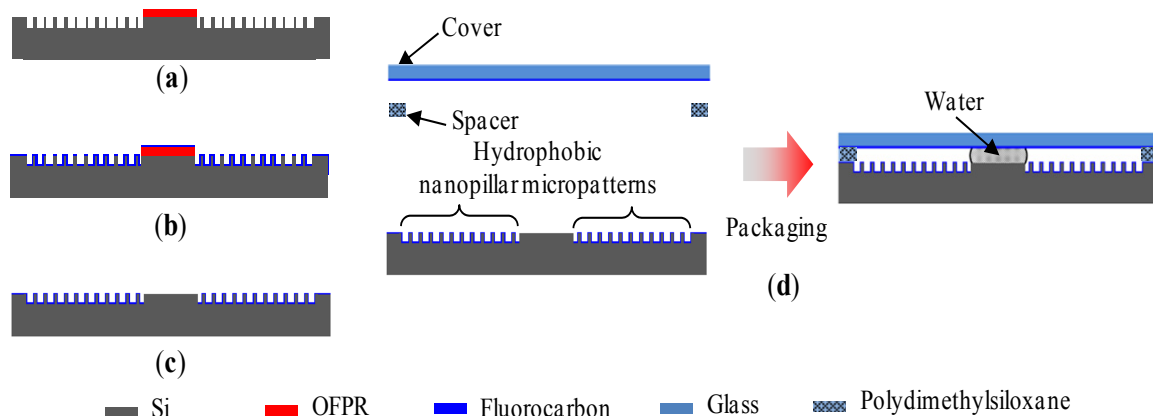 (a)
(b)
(c)
Cover
Spacer
Hydrophobic
nanopillar micropatterns
Packaging
Water
(d)
Si
OFPR
Fluorocarbon
Glass
Polydimethylsiloxane